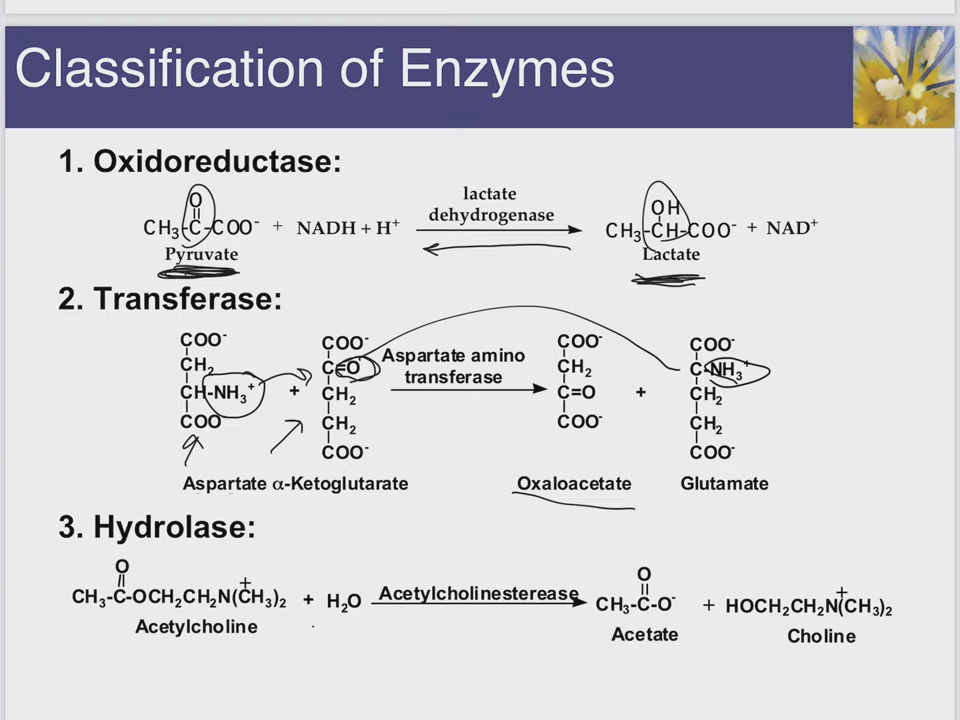 Classification of Enzymes
1. Oxidoreductase:
O
CH3-C-COO- + NADH + H+
Pyruvate
lactate
dehydrogenase
OH
CH3-CH-COO- + NAD+
Lactate
2. Transferase:
COO-
CH2
CH-NH3+
COO
Aspartate
+
COO-
C=O
CH2
CH2
COO-
α-Ketoglutarate
Aspartate amino
transferase
COO-
CH2
C=O
COO-
Oxaloacetate
+
COO-
C-NH3+
CH2
CH2
COO-
Glutamate
3. Hydrolase:
O
CH3-C-OCH2CH2N(CH3)2 + H2O
+
Acetylcholine
Acetylcholinesterease
O
CH3-C-O-
Acetate
+ HOCH2CH2N(CH3)2
+
Choline